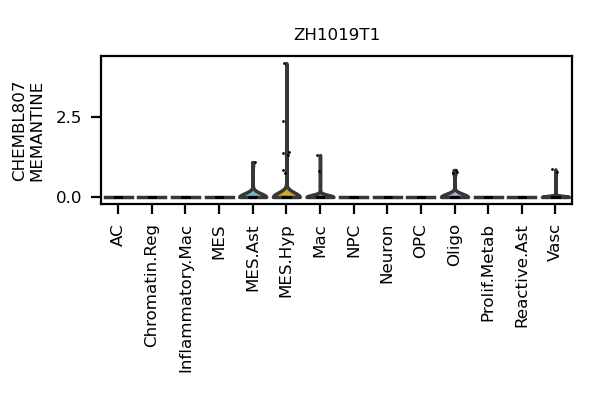 ZH1019T1
CHEMBL807
MEMANTINE
2.5
0.0
AC
Chromatin.Reg
Inflammatory.Mac
MES
MES.Ast
MES.Hyp
Mac
NPC
Neuron
OPC
Oligo
Prolif.Metab
Reactive.Ast
Vasc